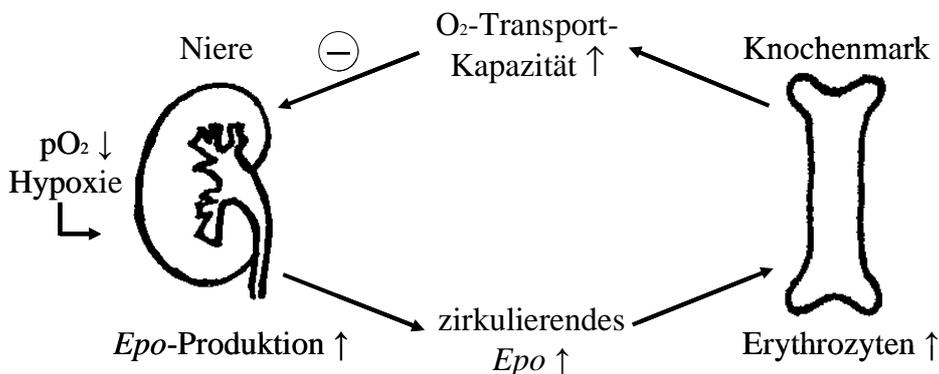 O₂-Transport-
Kapazität ↑
Niere
−
Knochenmark
pO₂ ↓
Hypoxie
Epo-Produktion ↑
zirkulierendes
Epo ↑
Erythrozyten ↑